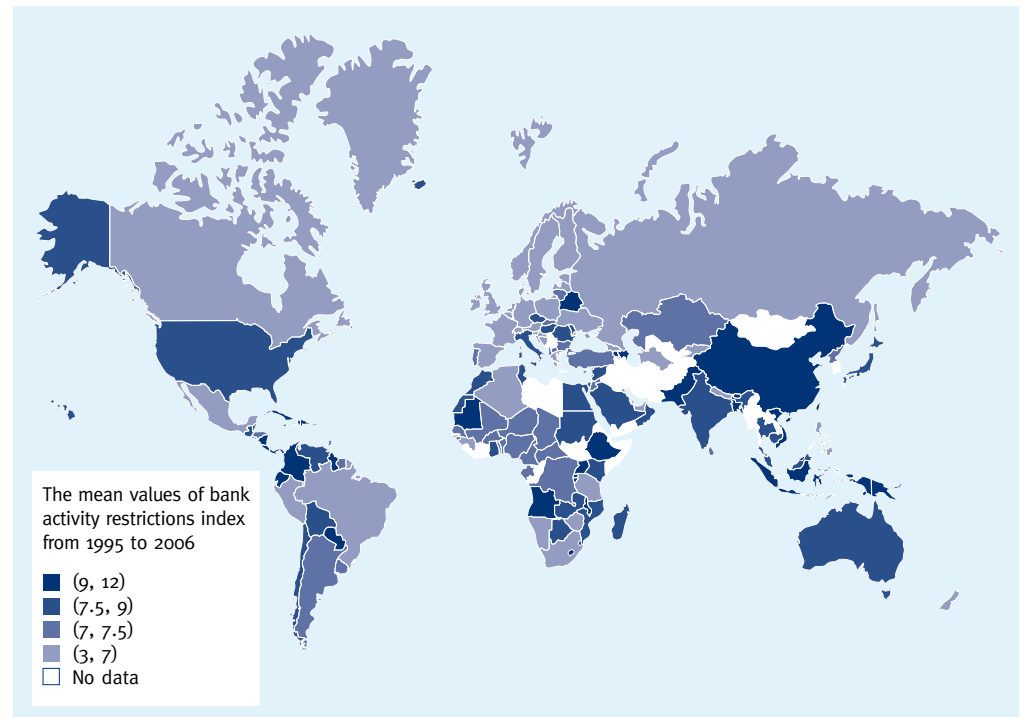 The mean values of bank
activity restrictions index
from 1995 to 2006
(9, 12)
(7.5, 9)
(7, 7.5)
(3, 7)
No data